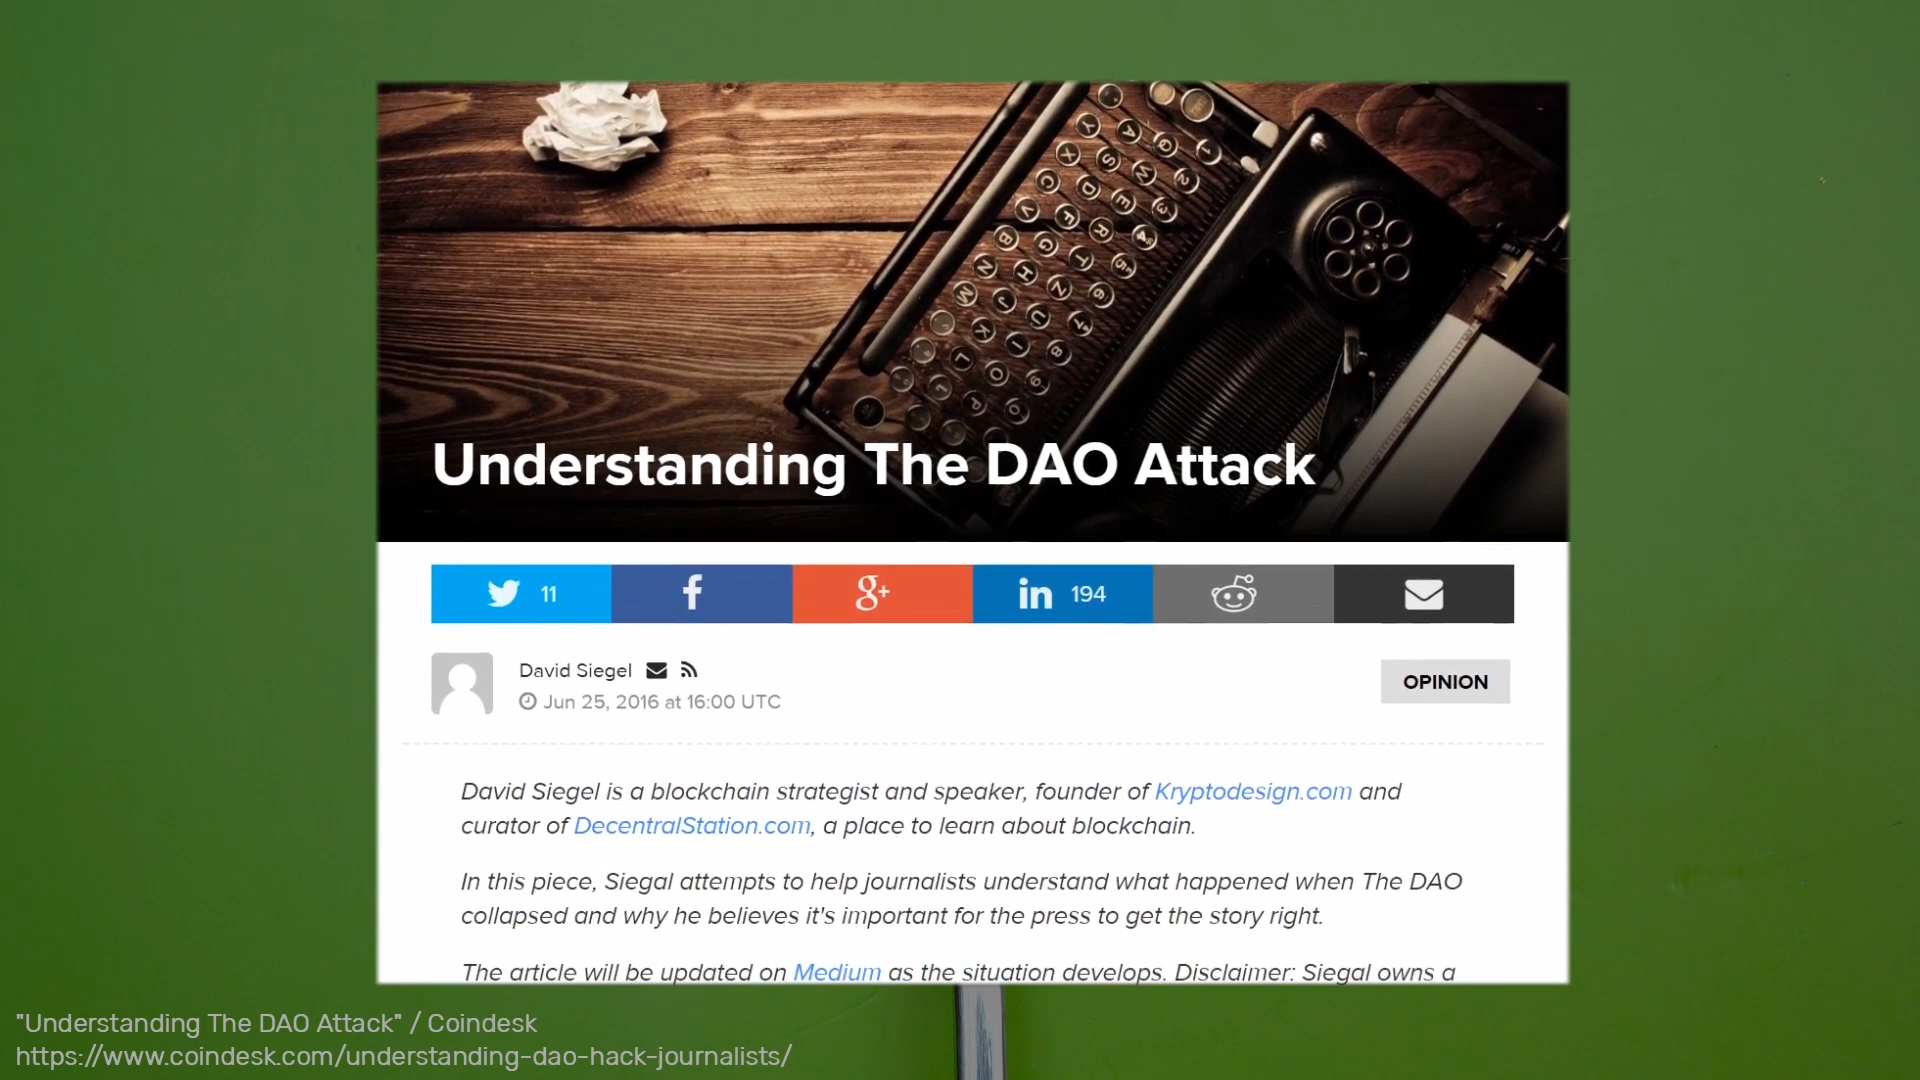 Understanding The DAO Attack
11
194
David Siegel
Jun 25, 2016 at 16:00 UTC
OPINION
David Siegel is a blockchain strategist and speaker, founder of Kryptodesign.com and
curator of DecentralStation.com, a place to learn about blockchain.
In this piece, Siegal attempts to help journalists understand what happened when The DAO
collapsed and why he believes it's important for the press to get the story right.
The article will be updated on Medium as the situation develops. Disclaimer: Siegal owns a
"Understanding The DAO Attack" / Coindesk
https://www.coindesk.com/understanding-dao-hack-journalists/